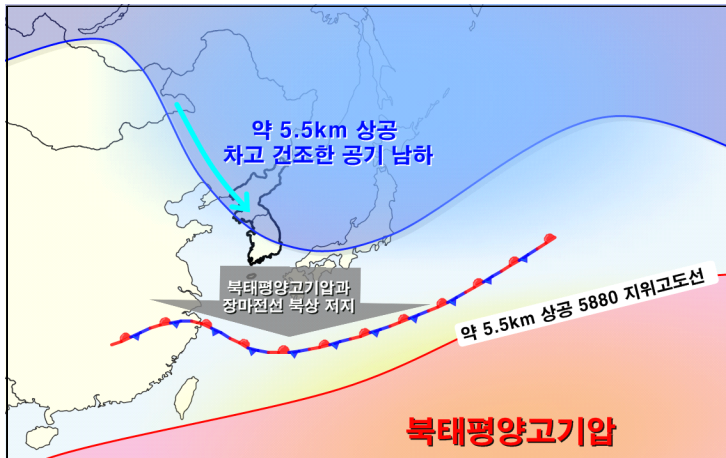 약 5.5km 상공
차고 건조한 공기 남하
북태평양고기압과
장마전선 북상 저지
약 5.5km 상공 5880 지위고도선
북태평양고기압